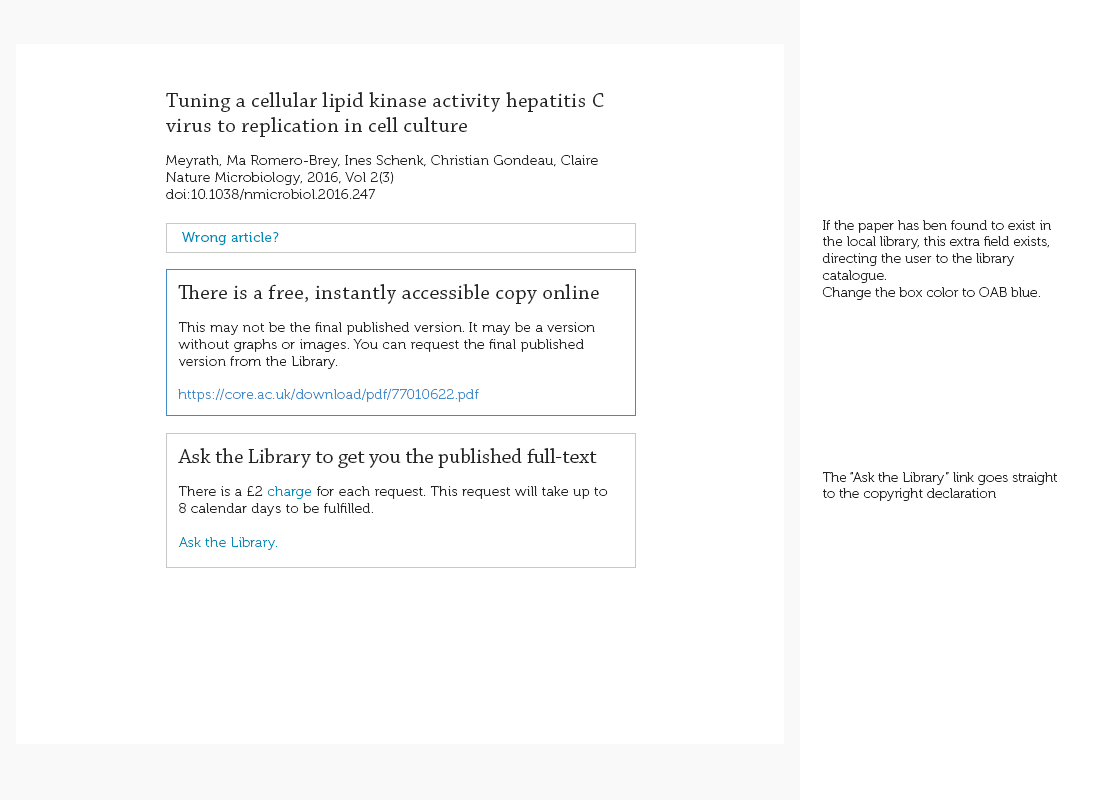 Tuning a cellular lipid kinase activity hepatitis C
virus to replication in cell culture
Meyrath, Ma Romero-Brey, Ines Schenk, Christian Gondeau, Claire
Nature Microbiology, 2016, Vol 2(3)
doi:10.1038/nmicrobiol.2016.247
Wrong article?
There is a free, instantly accessible copy online
This may not be the final published version. It may be a version
without graphs or images. You can request the final published
version from the Library.
https://core.ac.uk/download/pdf/77010622.pdf
Ask the Library to get you the published full-text
There is a £2 charge for each request. This request will take up to
8 calendar days to be fulfilled.
Ask the Library.
If the paper has ben found to exist in
the local library, this extra field exists,
directing the user to the library
catalogue.
Change the box color to OAB blue.
The “Ask the Library” link goes straight
to the copyright declaration